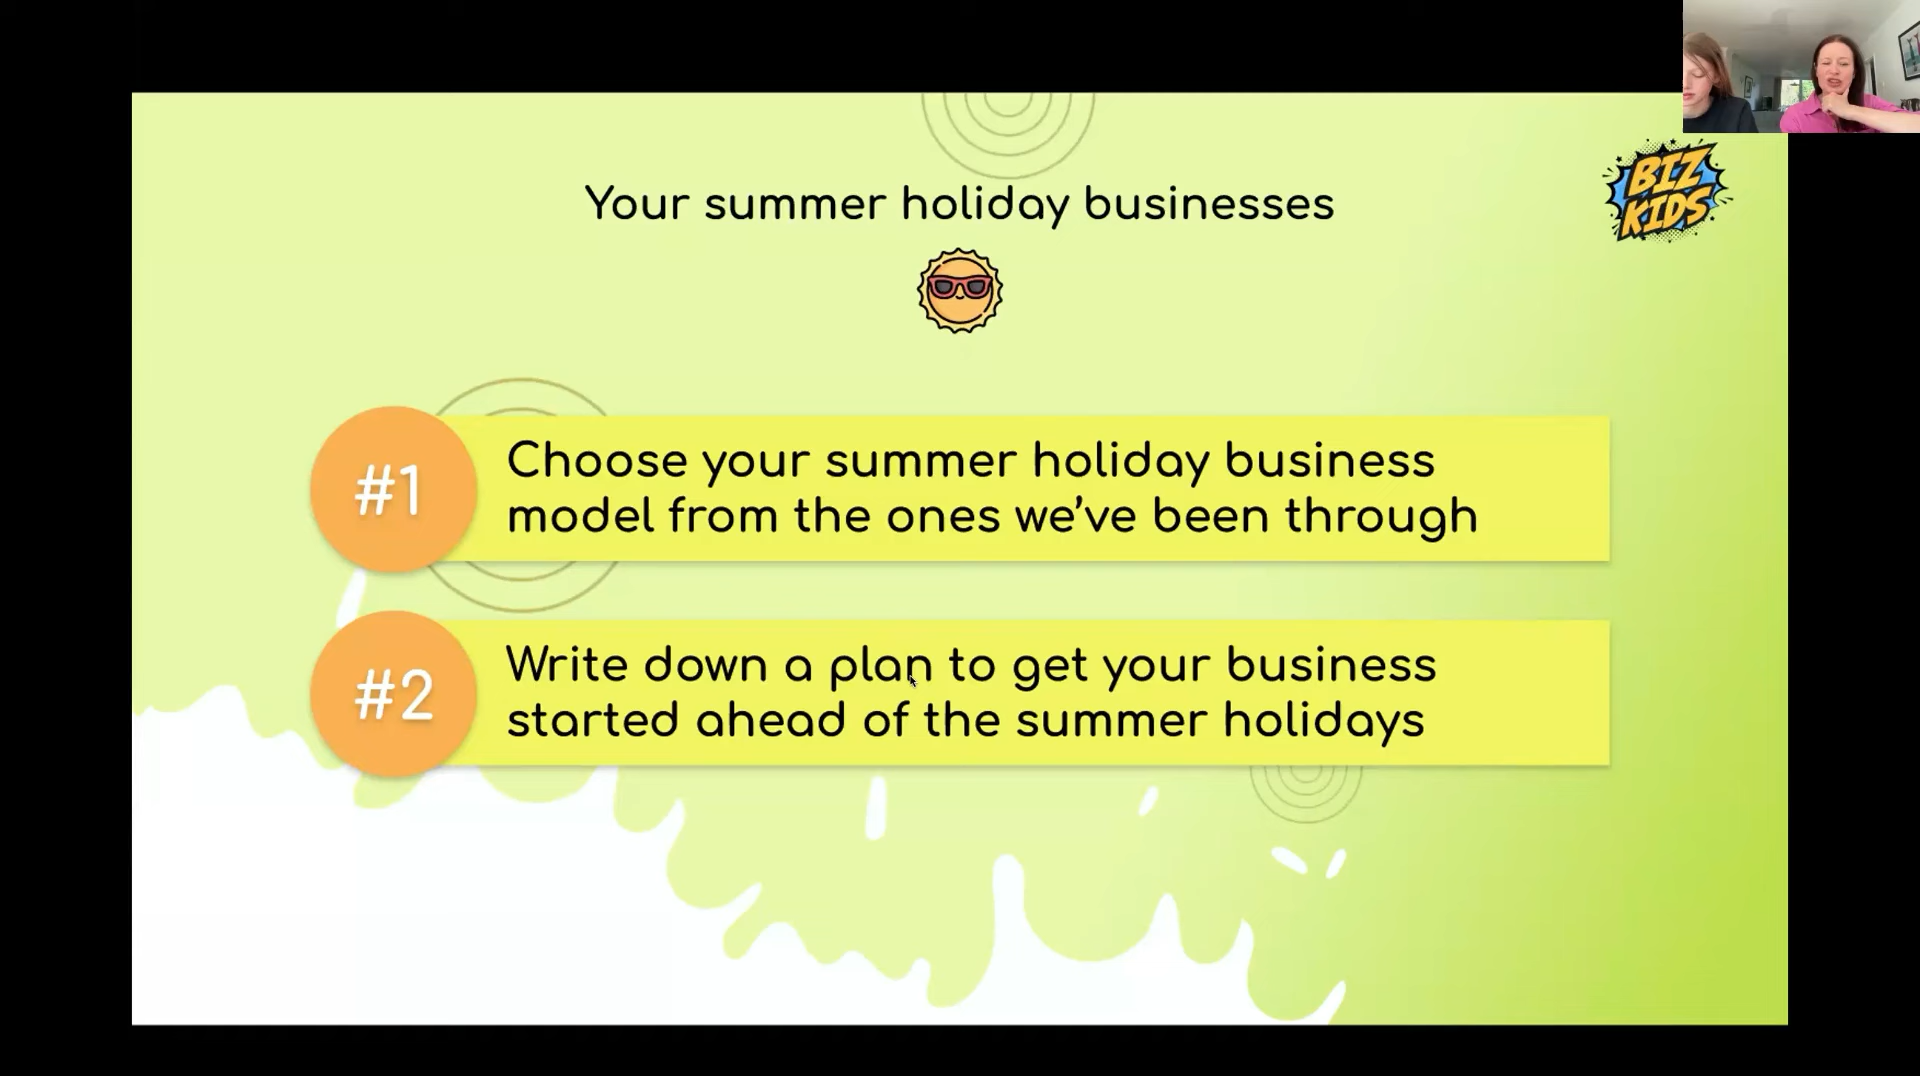 Your summer holiday businesses
BIZ
KIDS
#1
Choose your summer holiday business
model from the ones we’ve been through
#2
Write down a plan to get your business
started ahead of the summer holidays